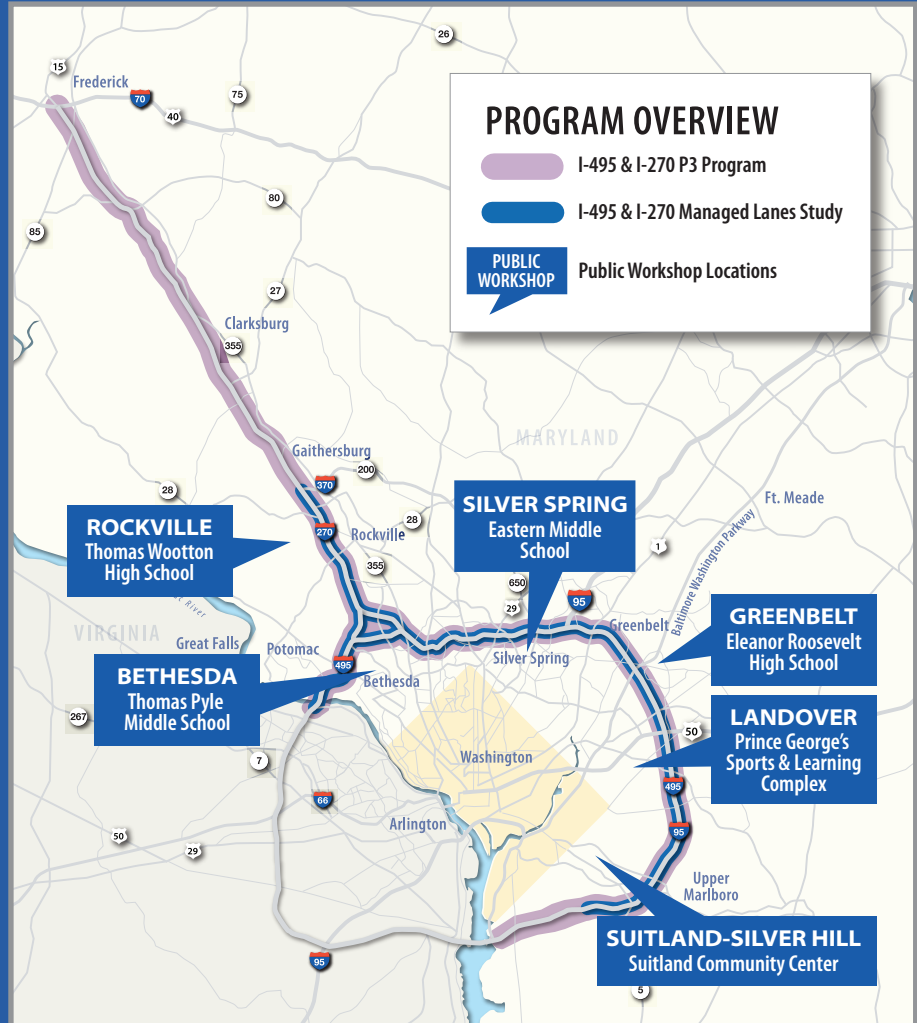 26
15
Frederick
70
75
40
PROGRAM OVERVIEW
I-495 & I-270 P3 Program
I-495 & I-270 Managed Lanes Study
PUBLIC
WORKSHOP
Public Workshop Locations
80
85
27
Clarksburg
355
MARYLAND
Gaithersburg
200
370
28
Ft. Meade
ROCKVILLE
Thomas Wootton
High School
270
Rockville
28
355
SILVER SPRING
Eastern Middle
School
1
Baltimore Washington Parkway
650
29
95
River
VIRGINIA
Great Falls
Potomac
495
Silver Spring
Greenbelt
GREENBELT
Eleanor Roosevelt
High School
BETHESDA
Thomas Pyle
Middle School
Bethesda
267
7
Washington
50
LANDOVER
Prince George's
Sports & Learning
Complex
495
66
Arlington
95
50
29
Upper
Marlboro
SUITLAND-SILVER HILL
Suitland Community Center
95
5